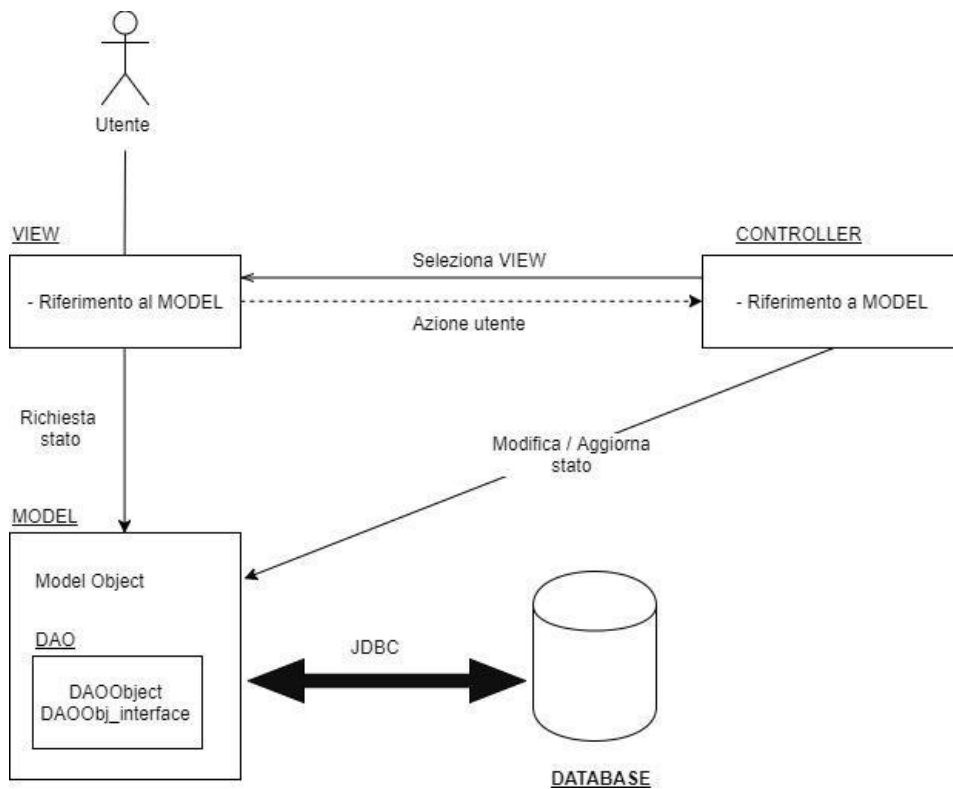 Utente
VIEW
CONTROLLER
- Riferimento al MODEL
Seleziona VIEW
Azione utente
- Riferimento a MODEL
Richiesta
stato
Modifica / Aggiorna
stato
MODEL
Model Object
DAO
DAOObject
DAOObj_interface
JDBC
DATABASE